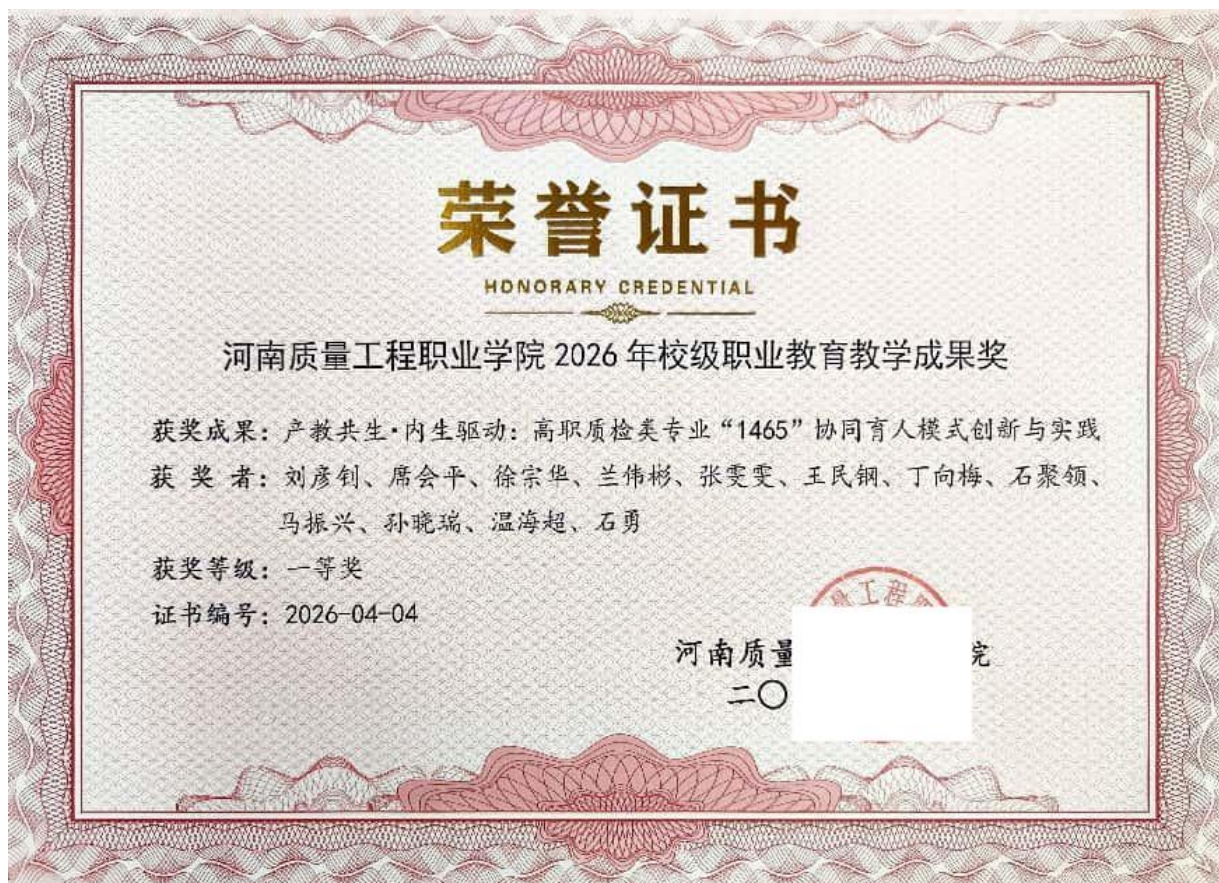 荣誉证书
HONORARY CREDENTIAL
河南质量工程职业学院 2026 年校级职业教育教学成果奖
获奖成果：产教共生·内生驱动：高职质检类专业“1465”协同育人模式创新与实践
获 奖 者：刘彦钊、席会平、徐宗华、兰伟彬、张雯雯、王民钢、丁向梅、石聚领、
马振兴、孙晓瑞、温海超、石勇
获奖等级：一等奖
证书编号：2026-04-04
量工程
河南质量 院
二〇